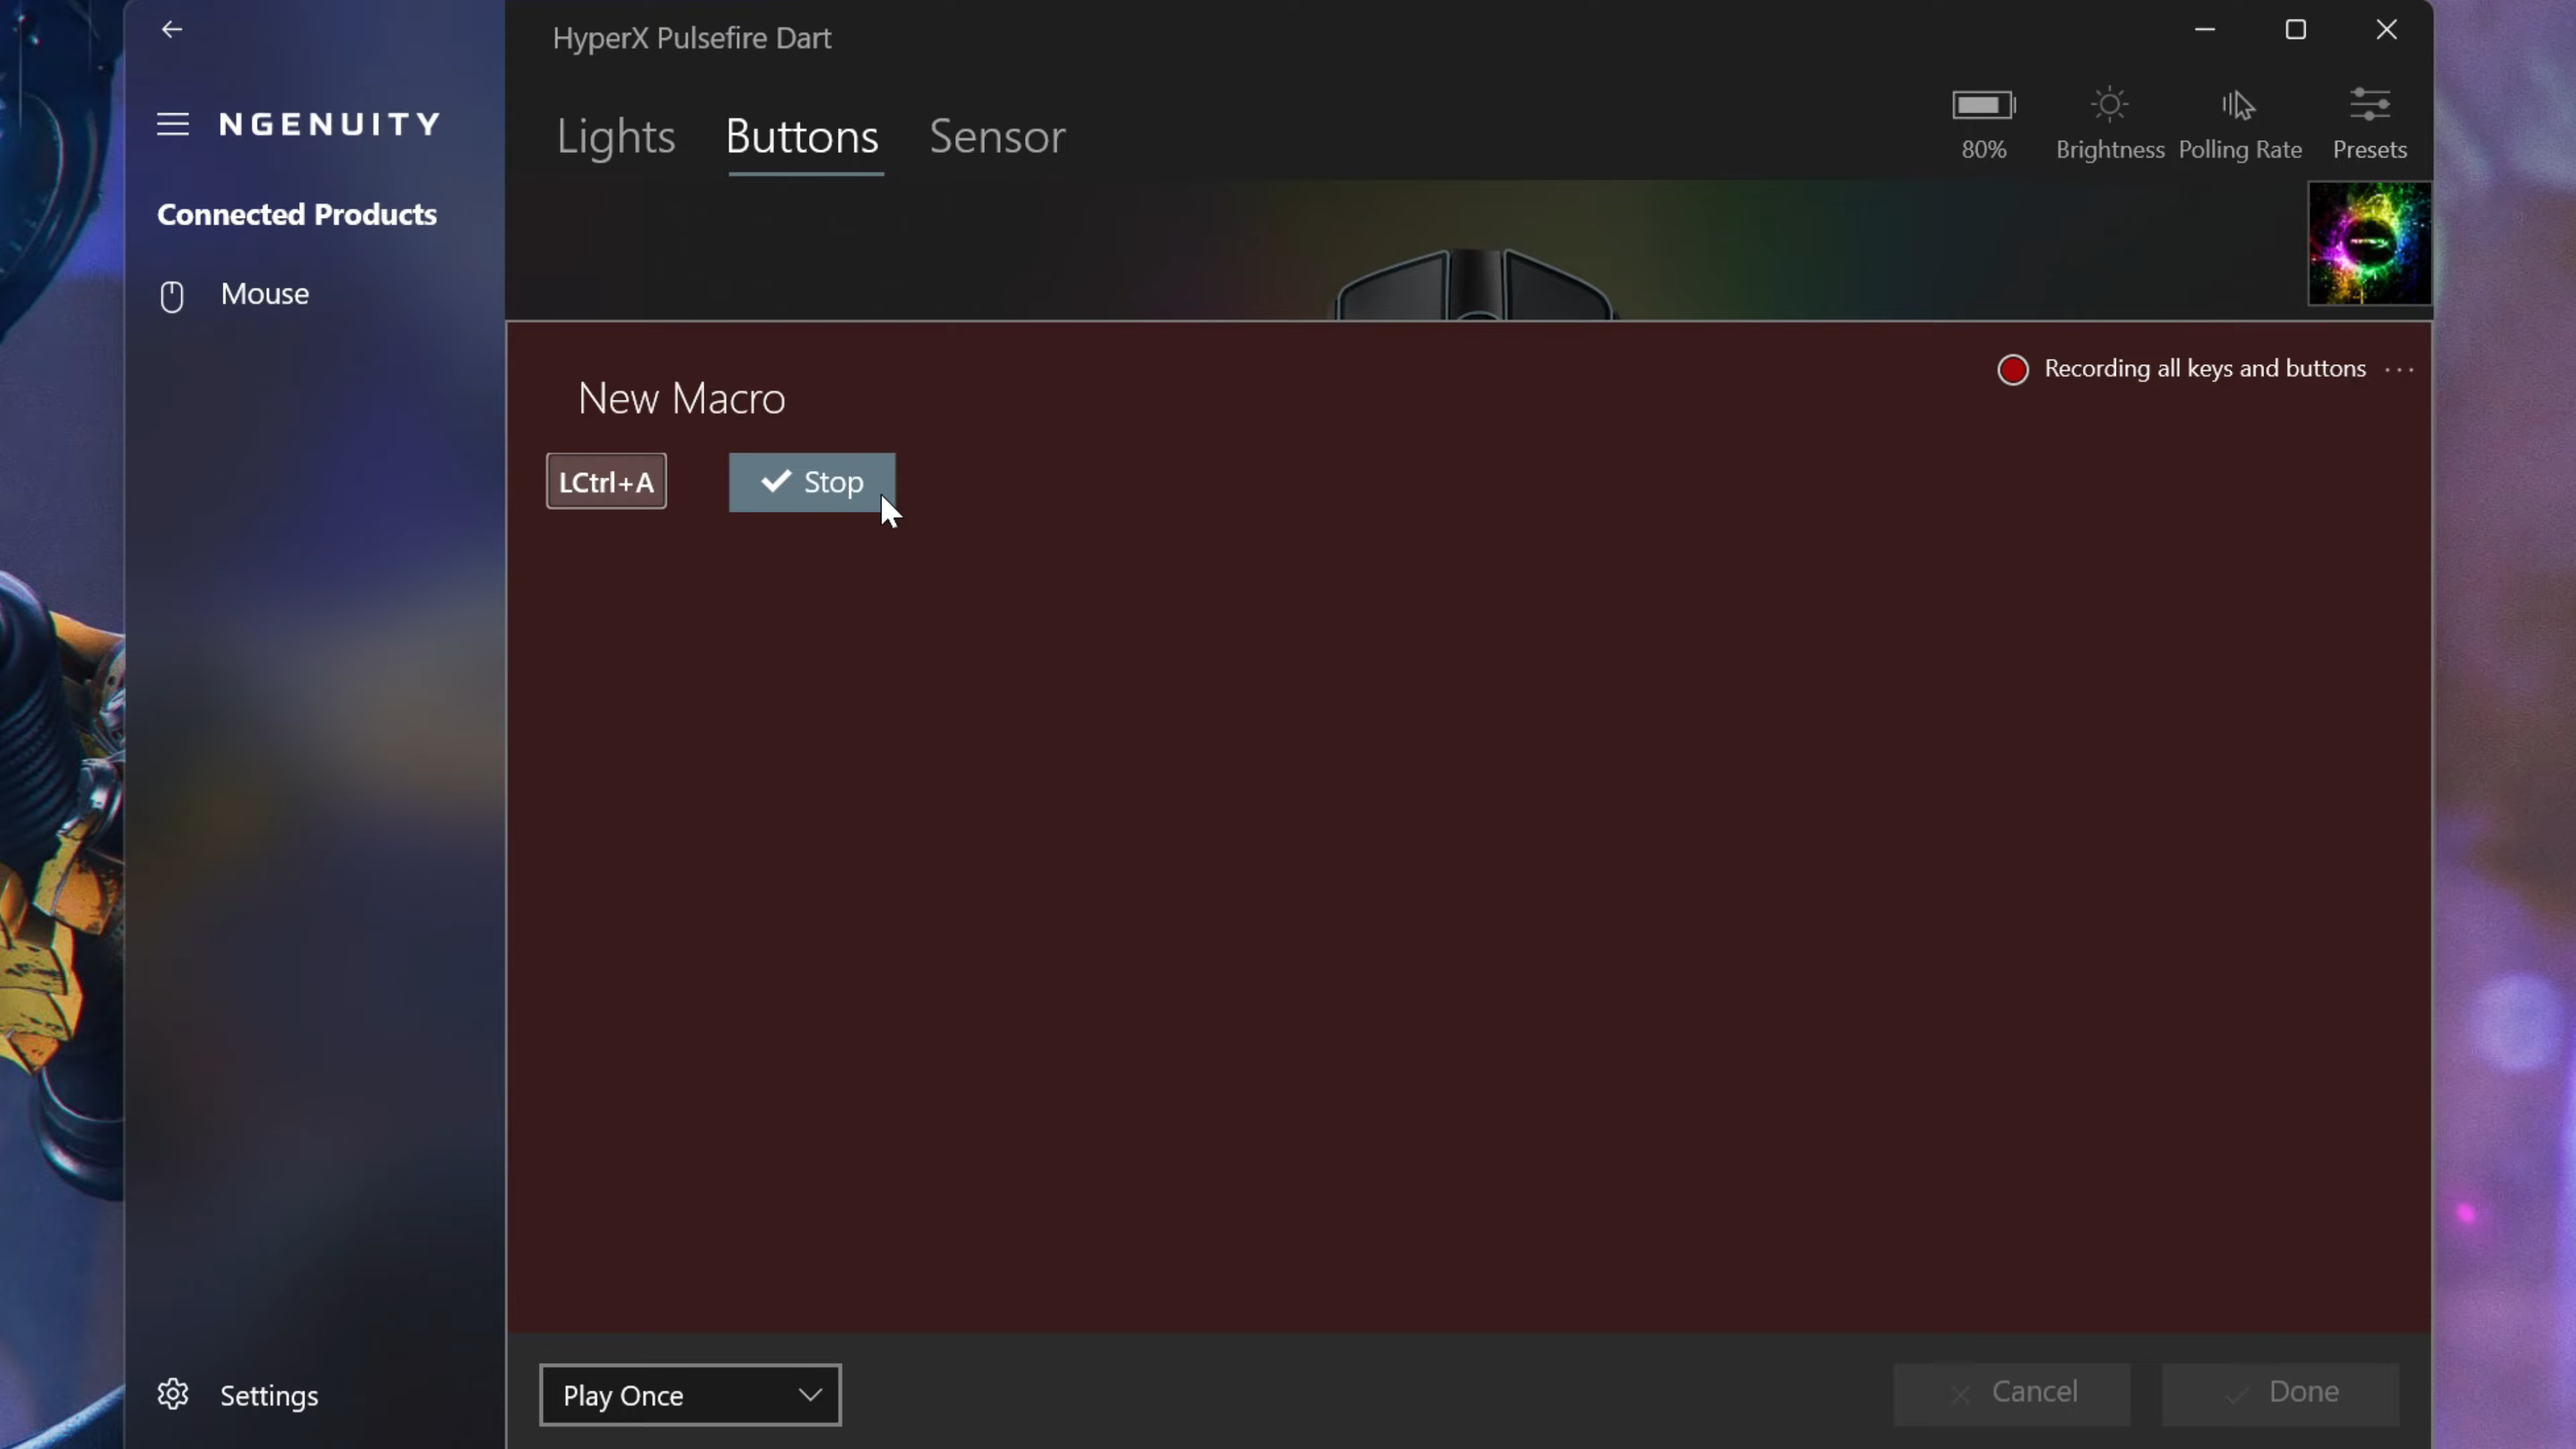 HyperX Pulsefire Dart
NGENUITY
Lights Buttons Sensor
80% Brightness Polling Rate Presets
Connected Products
Mouse
Recording all keys and buttons ···
New Macro
LCtrl+A
Stop
Play Once
Cancel
Done
Settings